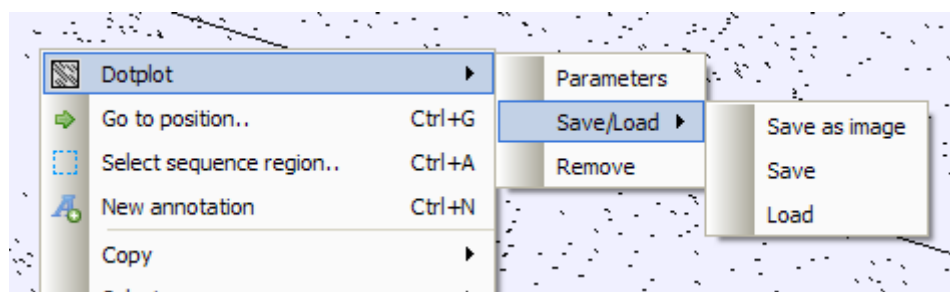 Dotplot
Go to position.. Ctrl+G
Select sequence region.. Ctrl+A
New annotation Ctrl+N
Copy
Parameters
Save/Load
Remove
Save as image
Save
Load